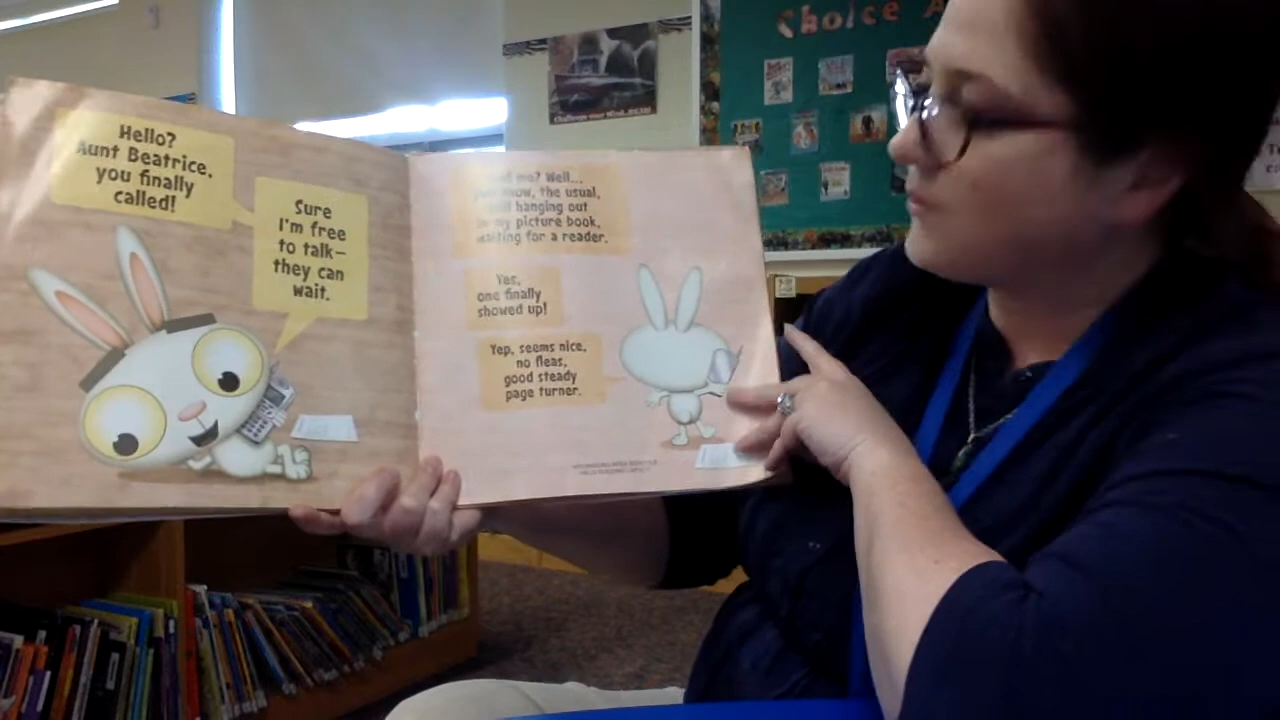 Hello?
Aunt Beatrice,
you finally
called!
Sure
I'm free
to talk—
they can
wait.
me? Well...
know, the usual,
hanging out
my picture book,
waiting for a reader.
Yes,
one finally
showed up!
Yep, seems nice,
no fleas,
good steady
page turner.
Choice